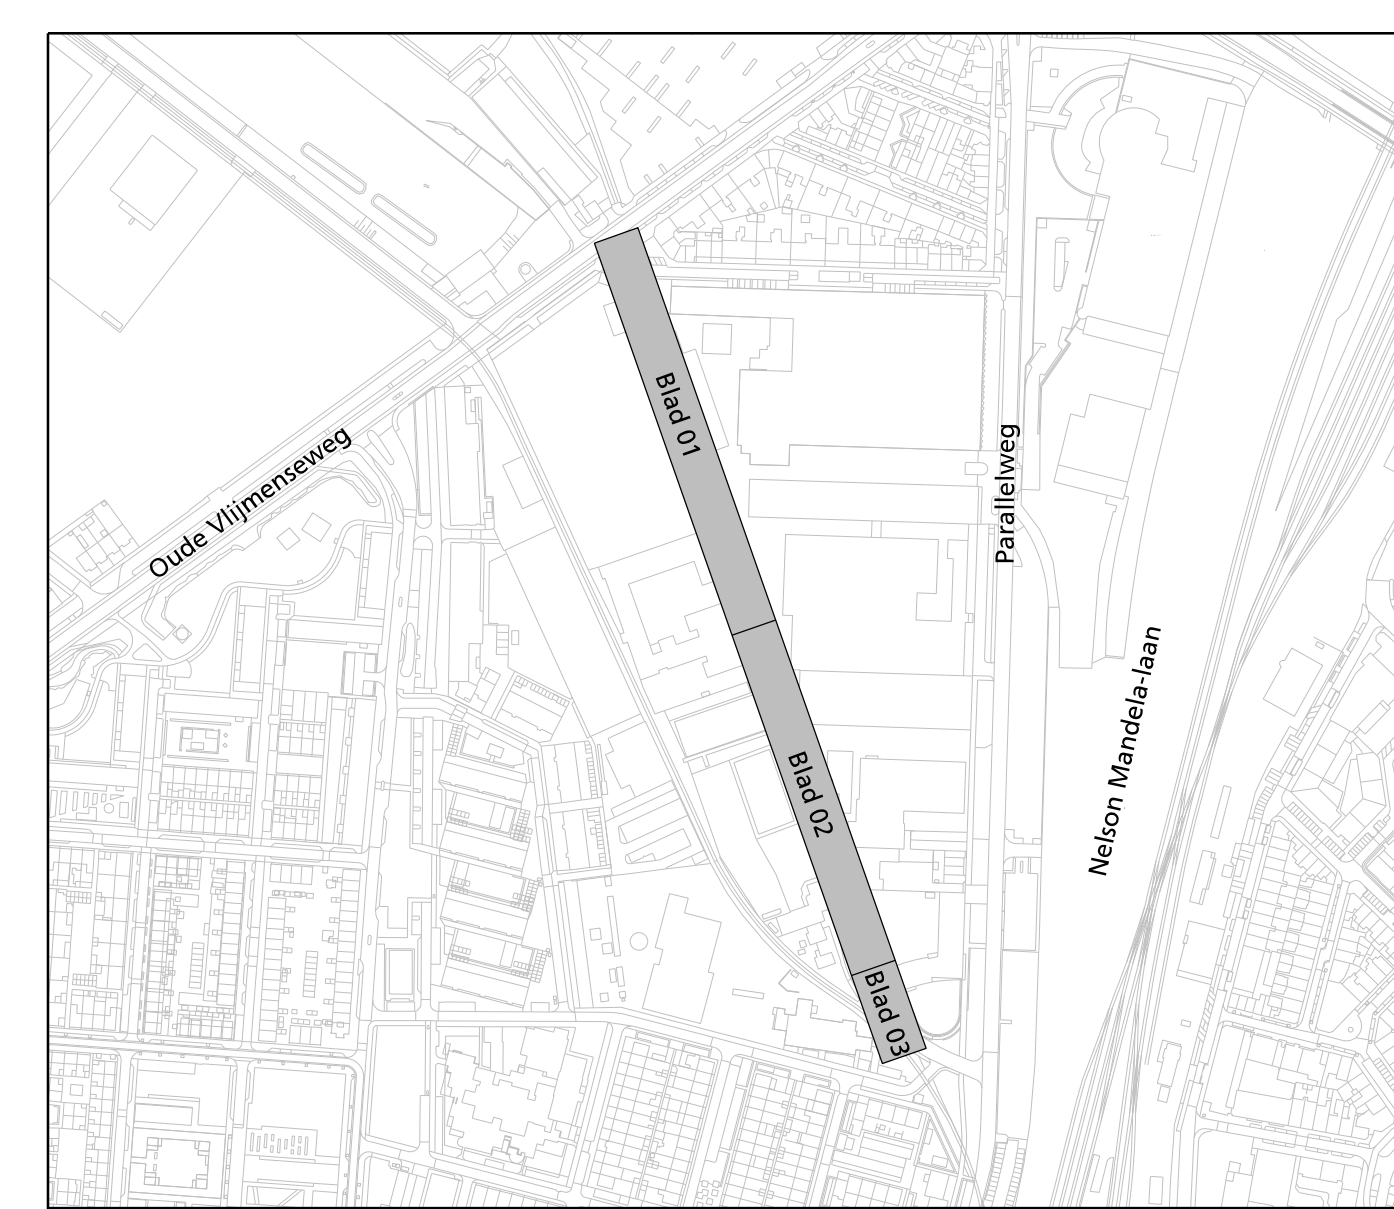 Blad 01
Oude Vlijmenseweg
Parallelweg
Nelson Mandela-laan
Blad 02
Blad 03